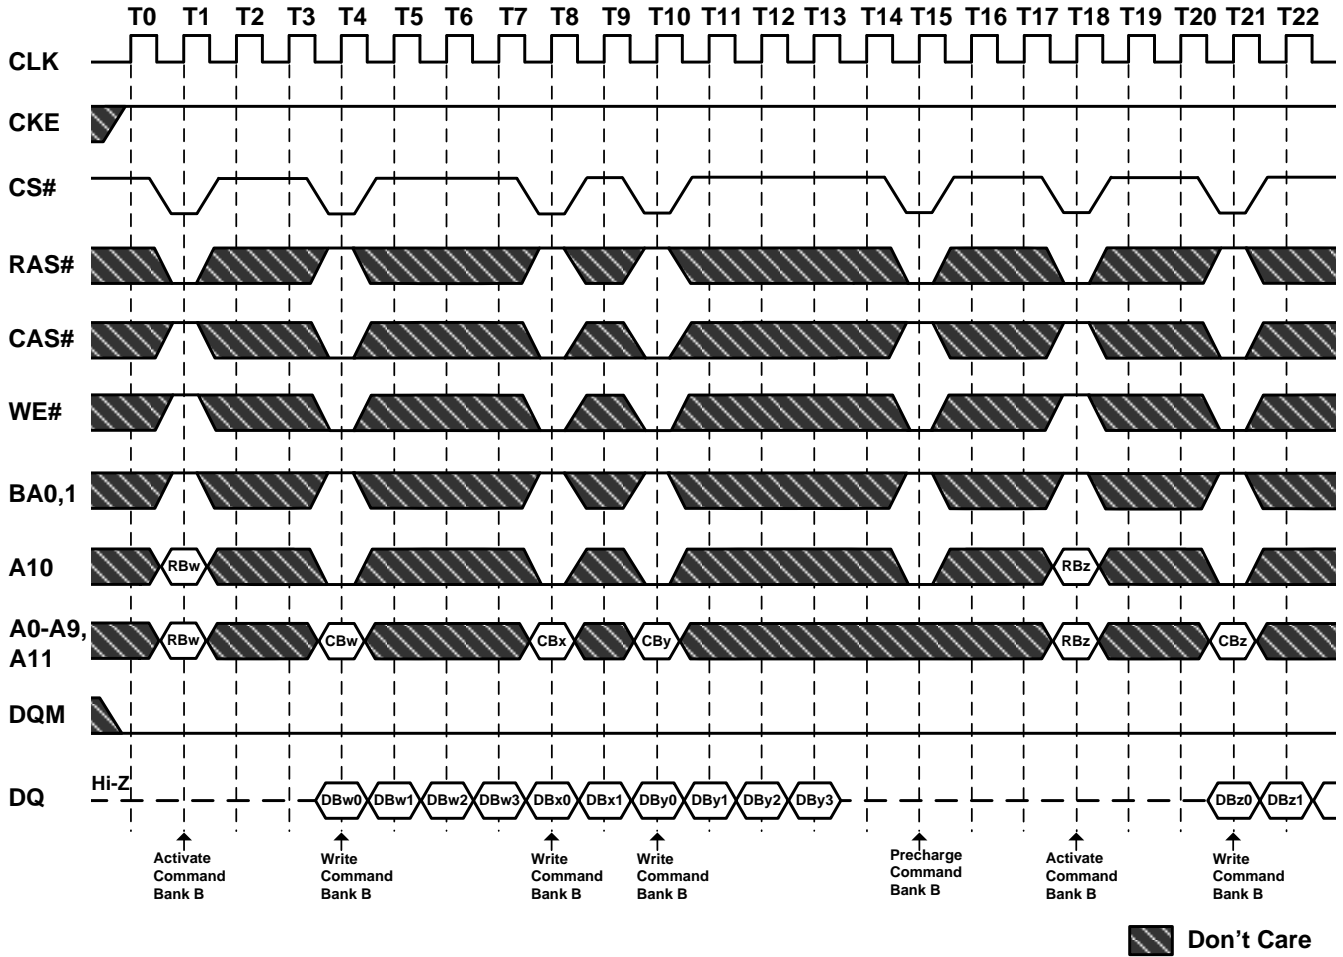 T0 T1 T2 T3 T4 T5 T6 T7 T8 T9 T10 T11 T12 T13 T14 T15 T16 T17 T18 T19 T20 T21 T22
CLK
CKE
CS#
RAS#
CAS#
WE#
BA0,1
A10 RBw RBz
A0-A9,
A11 RBw CBw CBx CBy RBz CBz
DQM
Hi-Z
DQ DBw0 DBw1 DBw2 DBw3 DBx0 DBx1 DBy0 DBy1 DBy2 DBy3 DBz0 DBz1
Activate
Command
Bank B
Write
Command
Bank B
Write
Command
Bank B
Write
Command
Bank B
Precharge
Command
Bank B
Activate
Command
Bank B
Write
Command
Bank B
Don't Care